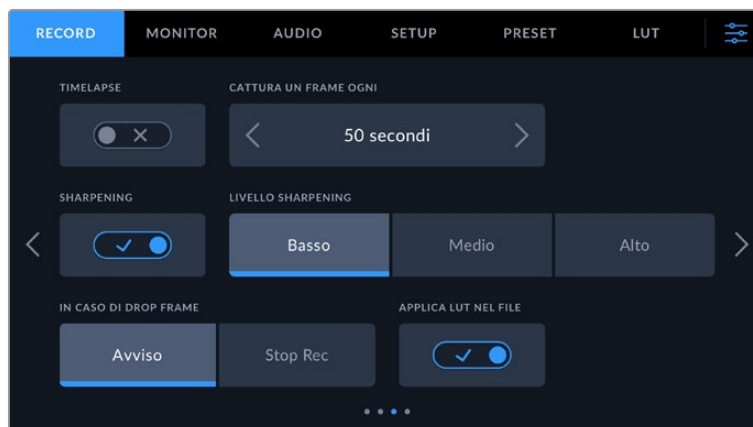 RECORD MONITOR AUDIO SETUP PRESET LUT
TIMELAPSE CATTURA UN FRAME OGNI
50 secondi
SHARPENING LIVELLO SHARPENING
Basso Medio Alto
IN CASO DI DROP FRAME APPLICA LUT NEL FILE
Avviso Stop Rec